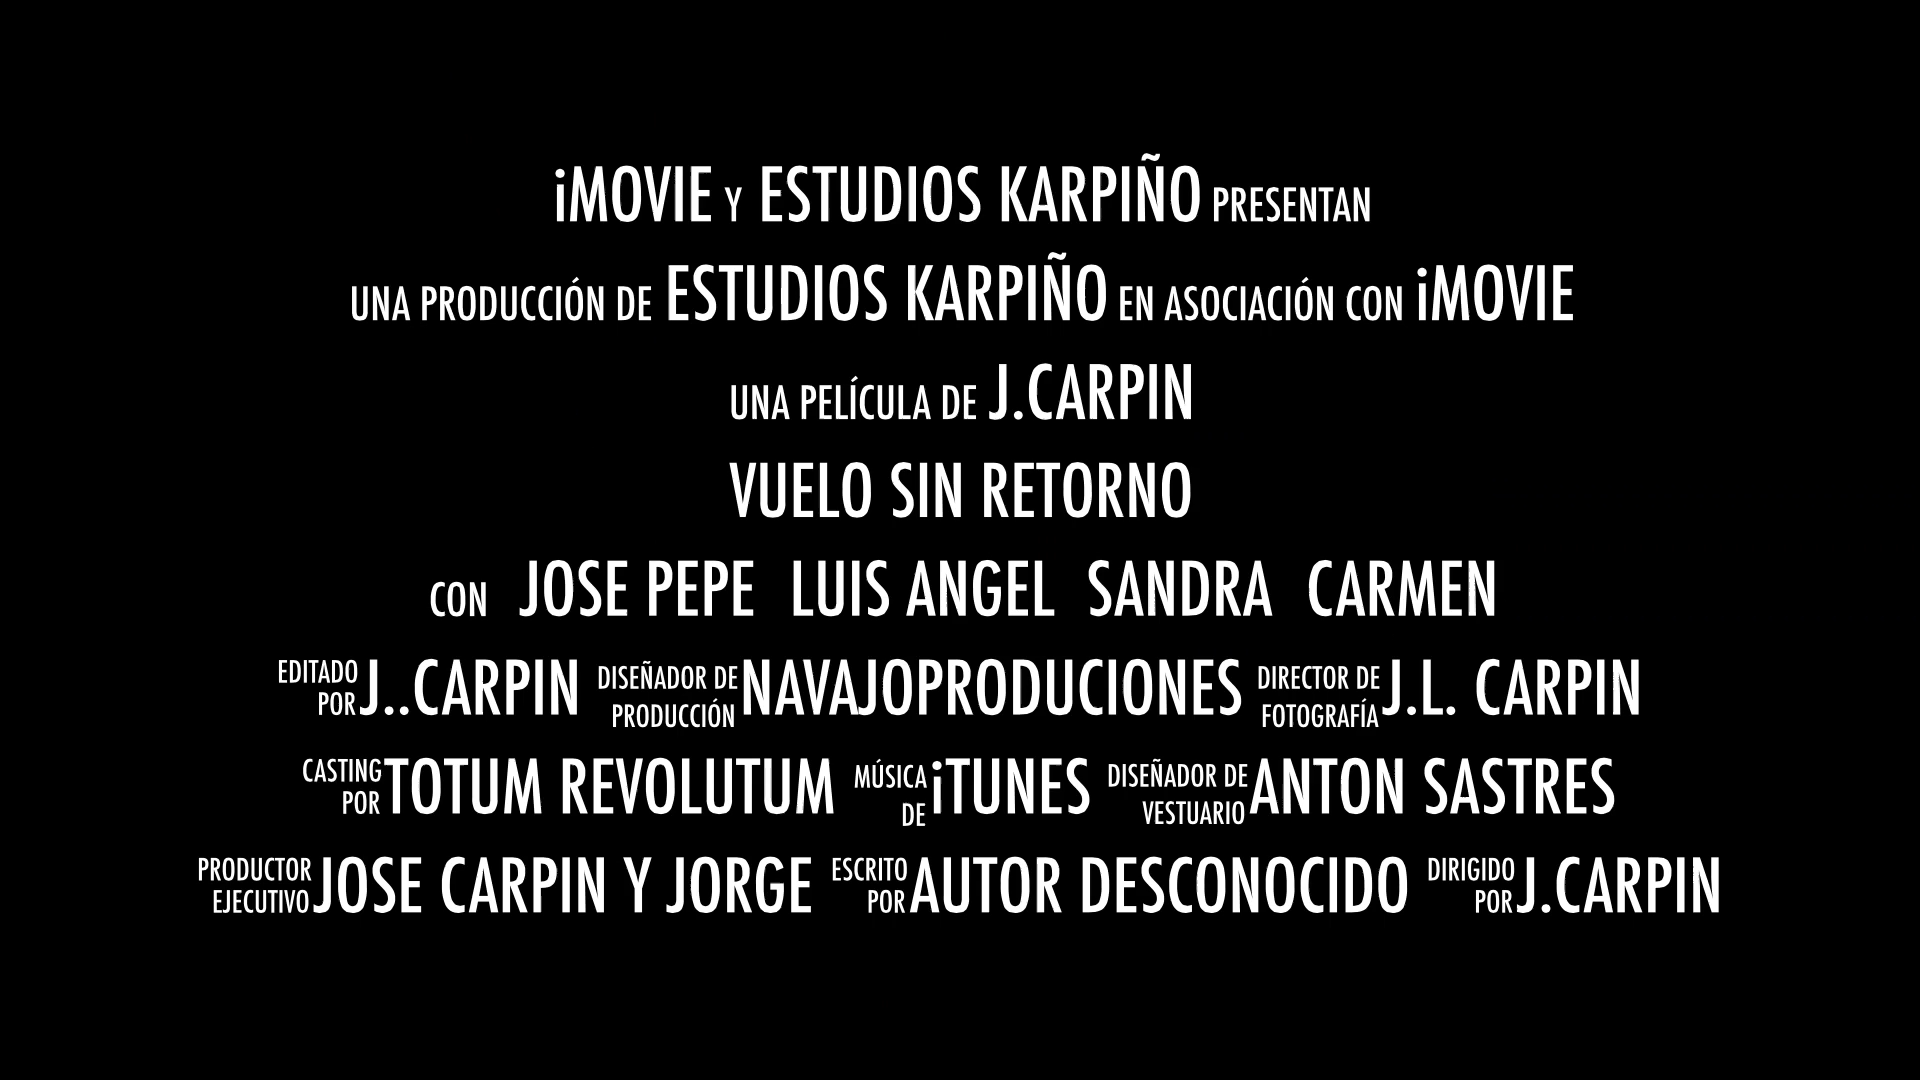 iMOVIE Y ESTUDIOS KARPIÑO PRESENTAN
UNA PRODUCCIÓN DE ESTUDIOS KARPIÑO EN ASOCIACIÓN CON iMOVIE
UNA PELÍCULA DE J.CARPIN
VUELO SIN RETORNO
CON JOSE PEPE LUIS ANGEL SANDRA CARMEN
EDITADO POR J..CARPIN DISEÑADOR DE PRODUCCIÓN NAVAJOPRODUCIONES DIRECTOR DE FOTOGRAFÍA J.L. CARPIN
CASTING POR TOTUM REVOLUTUM MÚSICA DE iTUNES DISEÑADOR DE VESTUARIO ANTON SASTRES
PRODUCTOR EJECUTIVO JOSE CARPIN Y JORGE ESCRITO POR AUTOR DESCONOCIDO DIRIGIDO POR J.CARPIN